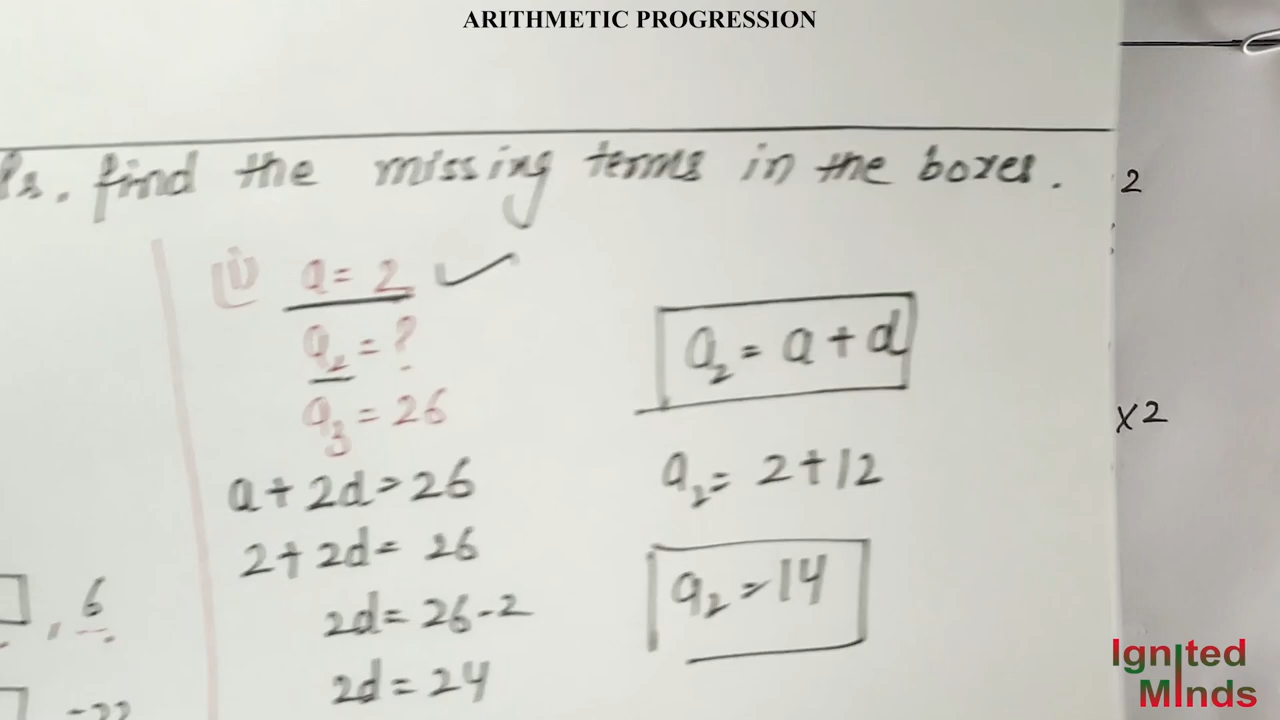 ARITHMETIC PROGRESSION
find the missing terms in the boxes.
2
(i) a = 2
a2 = ?
a3 = 26
a + 2d = 26
2 + 2d = 26
2d = 26 - 2
2d = 24
a2 = a + d
a2 = 2 + 12
a2 = 14
x2
, 6
-22
Ignited
Minds